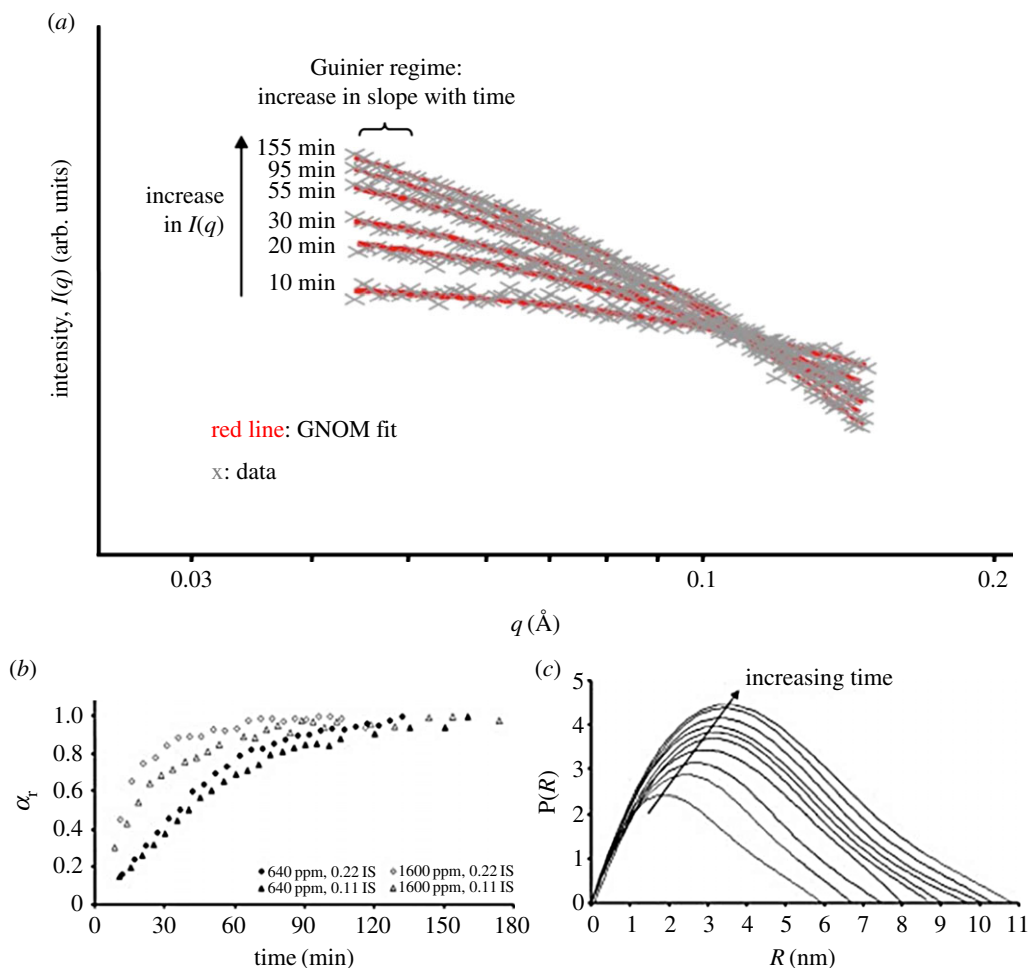 (a)
Guinier regime:
increase in slope with time
155 min
95 min
55 min
30 min
20 min
10 min
increase
in I(q)
intensity, I(q) (arb. units)
red line: GNOM fit
x: data
0.03
0.1
0.2
q (Å)
(b)
1.0
0.8
0.6
0.4
0.2
0
αr
640 ppm, 0.22 IS
1600 ppm, 0.22 IS
640 ppm, 0.11 IS
1600 ppm, 0.11 IS
0 30 60 90 120 150 180
time (min)
(c)
increasing time
5
4
3
2
1
0
P(R)
0 1 2 3 4 5 6 7 8 9 10 11
R (nm)